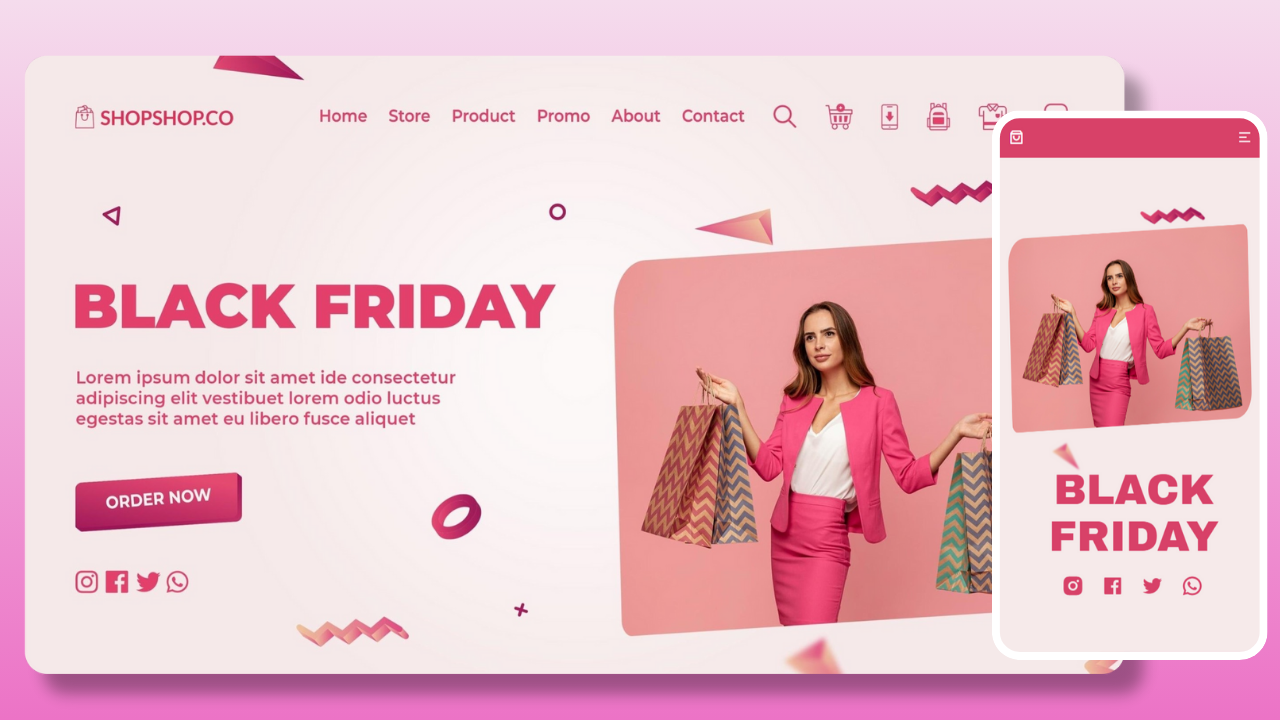 SHOPSHOP.CO
Home Store Product Promo About Contact
BLACK FRIDAY
Lorem ipsum dolor sit amet ide consectetur
adipiscing elit vestibuet lorem odio luctus
egestas sit amet eu libero fusce aliquet
ORDER NOW
BLACK
FRIDAY